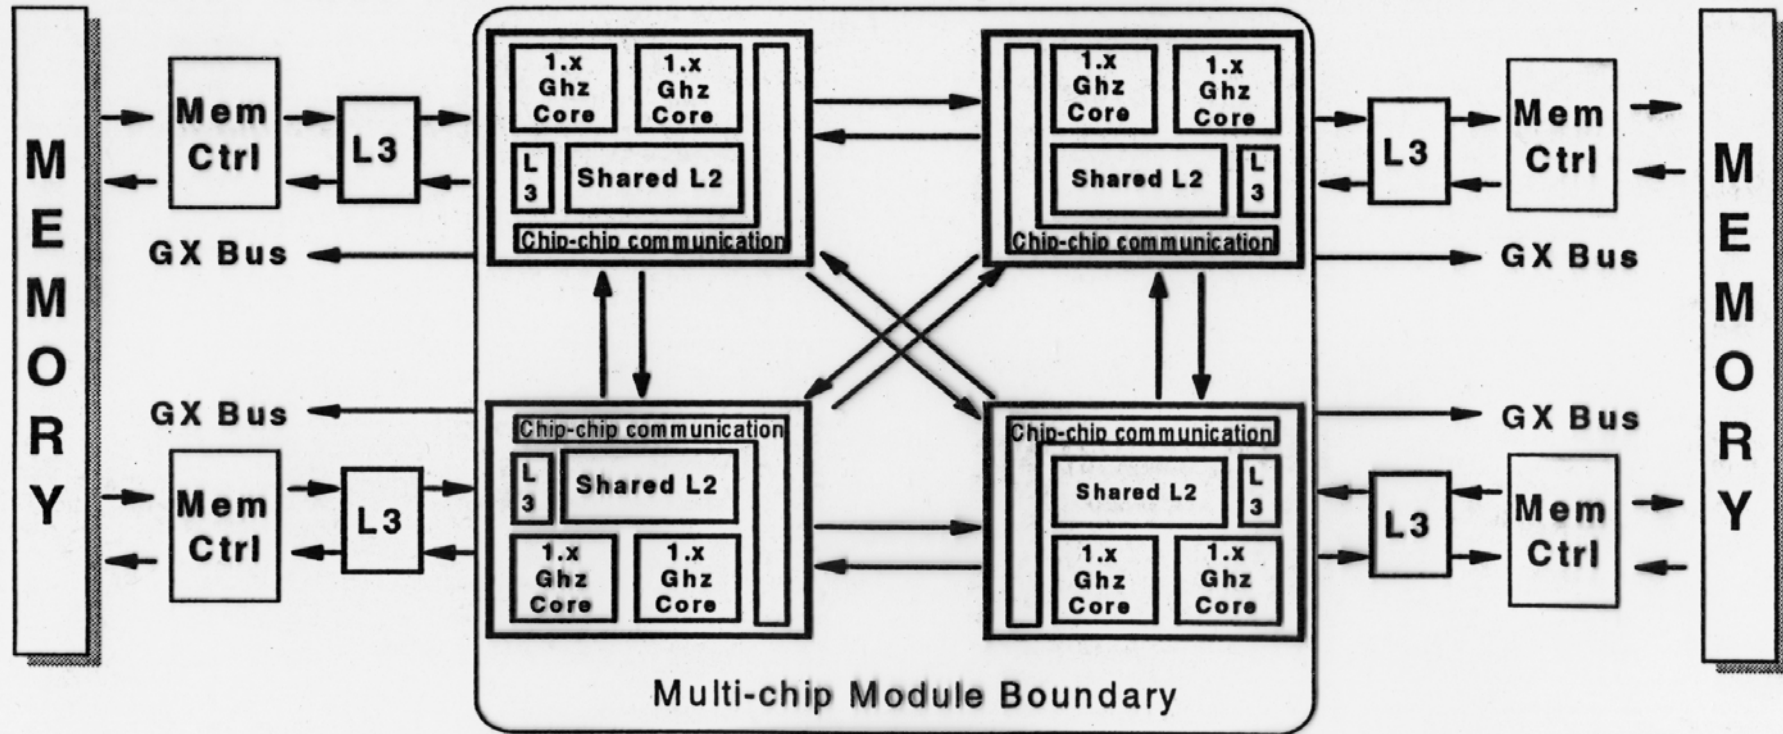 MEMORY
Mem
Ctrl
L3
GX Bus
GX Bus
Mem
Ctrl
L3
1.x
Ghz
Core
1.x
Ghz
Core
L
3
Shared L2
Chip-chip communication
1.x
Ghz
Core
1.x
Ghz
Core
Shared L2
L
3
Chip-chip communication
Chip-chip communication
L
3
Shared L2
1.x
Ghz
Core
1.x
Ghz
Core
Chip-chip communication
Shared L2
L
3
1.x
Ghz
Core
1.x
Ghz
Core
Multi-chip Module Boundary
L3
Mem
Ctrl
GX Bus
GX Bus
L3
Mem
Ctrl
MEMORY